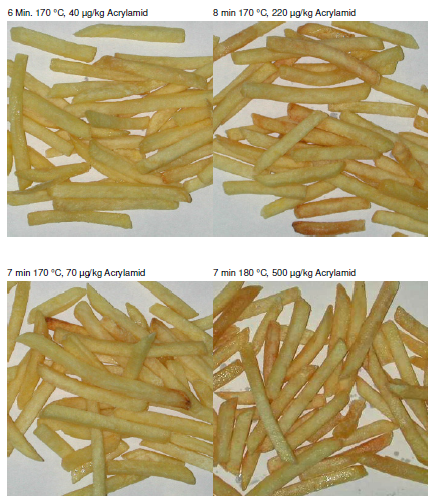 6 Min. 170 °C, 40 µg/kg Acrylamid
8 min 170 °C, 220 µg/kg Acrylamid
7 min 170 °C, 70 µg/kg Acrylamid
7 min 180 °C, 500 µg/kg Acrylamid